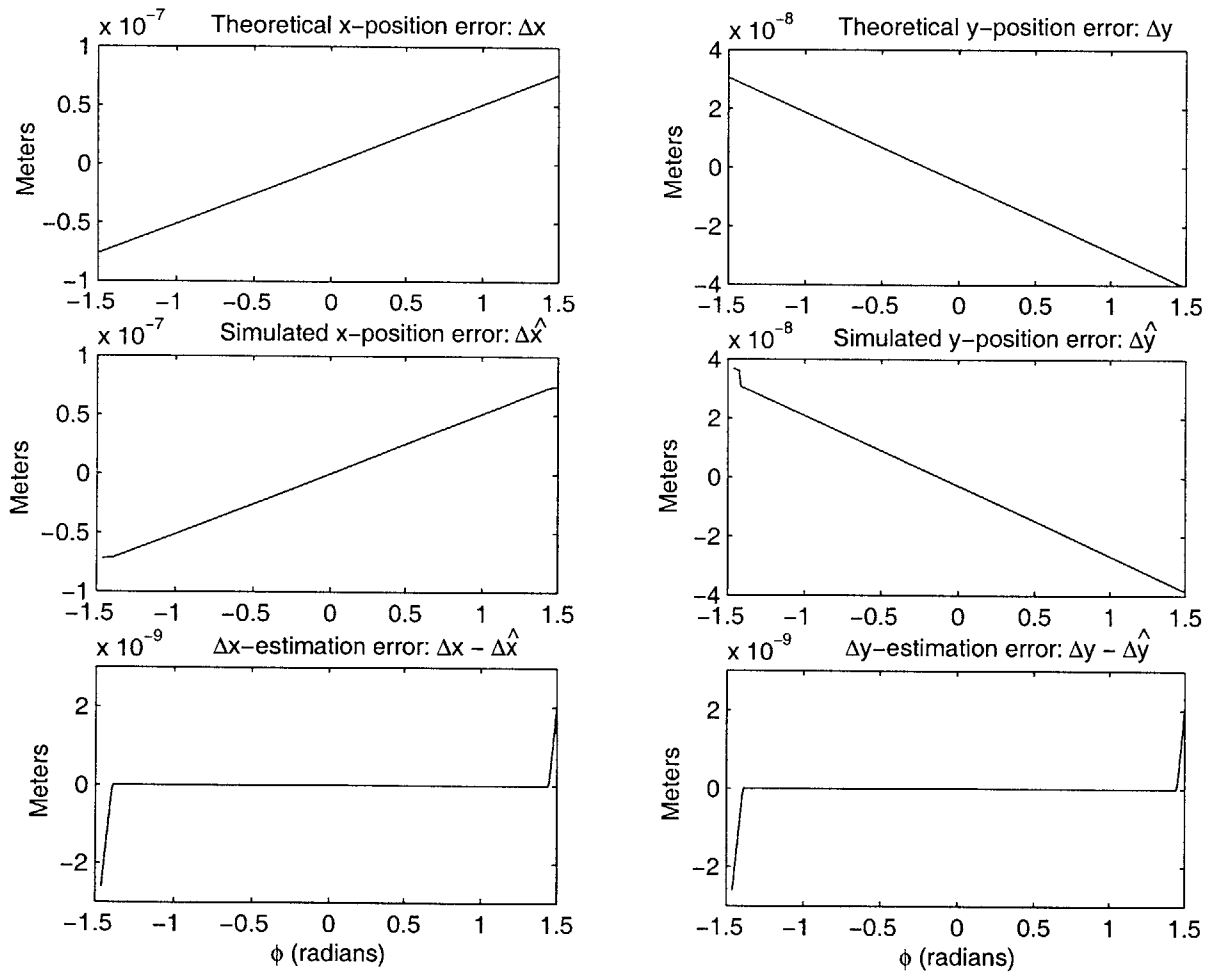 x 10⁻⁷ Theoretical x−position error: Δx
1
0.5
0
−0.5
−1
Meters
−1.5 −1 −0.5 0 0.5 1 1.5
x 10⁻⁸ Theoretical y−position error: Δy
4
2
0
−2
−4
Meters
−1.5 −1 −0.5 0 0.5 1 1.5
x 10⁻⁷ Simulated x−position error: Δx̂
1
0.5
0
−0.5
−1
Meters
−1.5 −1 −0.5 0 0.5 1 1.5
x 10⁻⁸ Simulated y−position error: Δŷ
4
2
0
−2
−4
Meters
−1.5 −1 −0.5 0 0.5 1 1.5
x 10⁻⁹ Δx−estimation error: Δx − Δx̂
2
0
−2
Meters
−1.5 −1 −0.5 0 0.5 1 1.5
ϕ (radians)
x 10⁻⁹ Δy−estimation error: Δy − Δŷ
2
0
−2
Meters
−1.5 −1 −0.5 0 0.5 1 1.5
ϕ (radians)